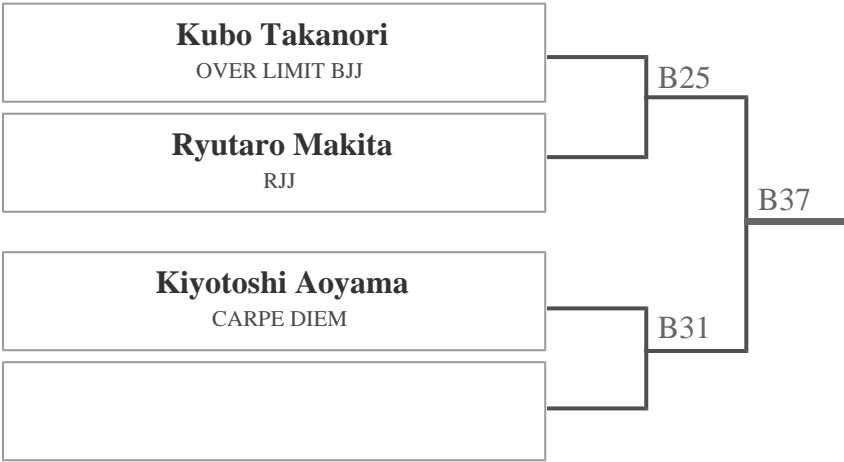 Kubo Takanori
OVER LIMIT BJJ
B25
Ryutaro Makita
RJJ
B37
Kiyotoshi Aoyama
CARPE DIEM
B31